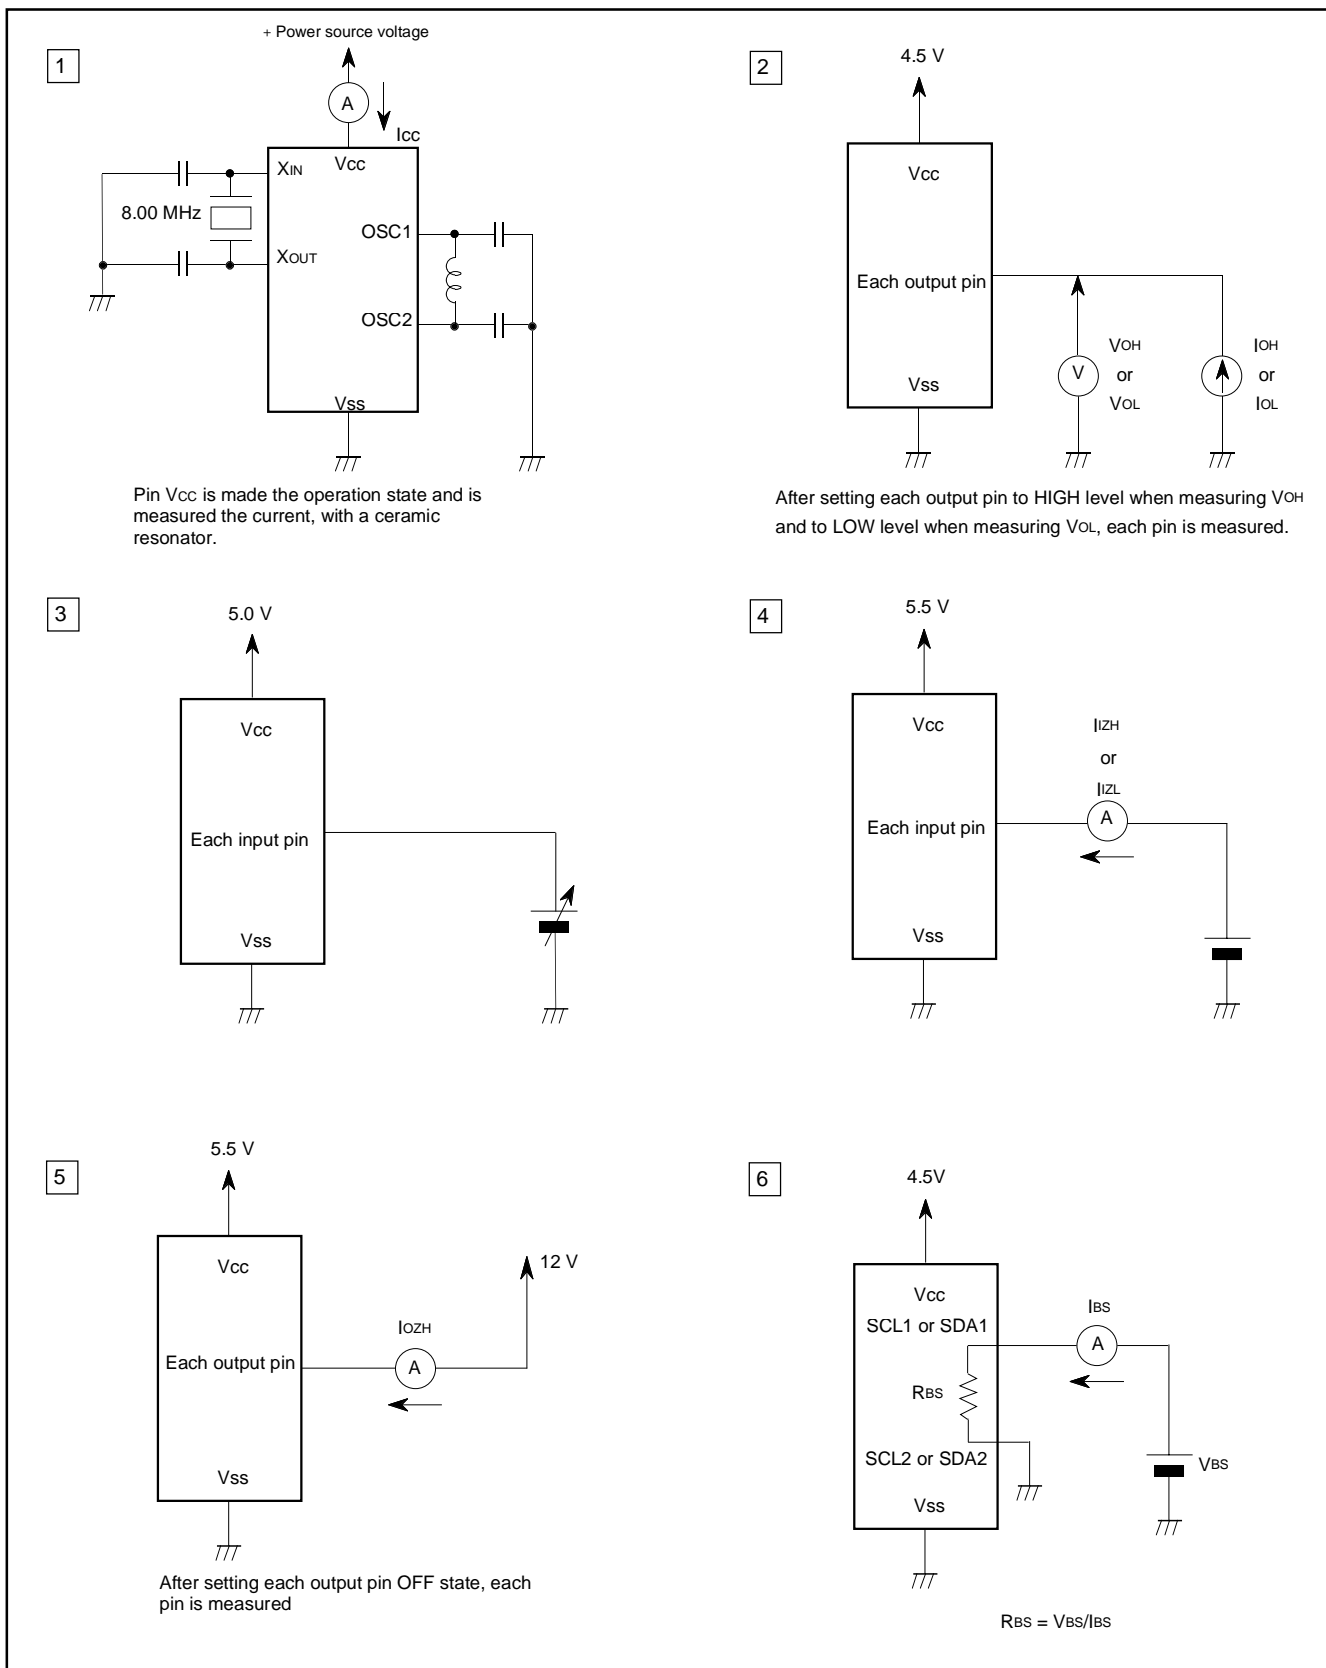 1
+ Power source voltage
A
Icc
XIN
Vcc
8.00 MHz
OSC1
XOUT
OSC2
Vss
Pin VCC is made the operation state and is
measured the current, with a ceramic
resonator.
2
4.5 V
Vcc
Each output pin
VOH
or
VOL
V
IOH
or
IOL
Vss
After setting each output pin to HIGH level when measuring VOH
and to LOW level when measuring VOL, each pin is measured.
3
5.0 V
Vcc
Each input pin
Vss
4
5.5 V
Vcc
IIZH
or
IIZL
A
Each input pin
Vss
5
5.5 V
Vcc
12 V
IOZH
Each output pin
A
Vss
After setting each output pin OFF state, each
pin is measured
6
4.5V
Vcc
SCL1 or SDA1
IBS
A
RBS
SCL2 or SDA2
VBS
Vss
RBS = VBS/IBS